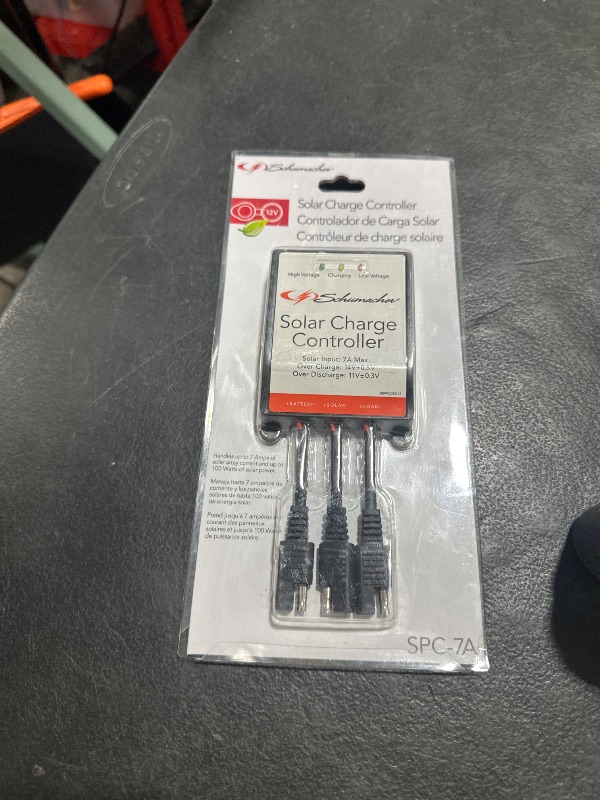 Schumacher
12V
Solar Charge Controller
Controlador de Carga Solar
Contrôleur de charge solaire
High Voltage Charging Low Voltage
Schumacher
Solar Charge
Controller
Solar Input: 7A Max
Over Charge: 14V±0.5V
Over Discharge: 11V±0.3V
+BATTERY- +SOLAR- +LOAD-
Handles up to 7 Amps of
solar array current and up to
100 Watts of solar power.
Maneja hasta 7 amperios de
corriente y los paneles
solares de hasta 100 vatios
de energía solar.
Prend jusqu'à 7 ampères
courant des panneaux
solaires et jusqu'à 100 Watts
de puissance solaire.
SPC-7A